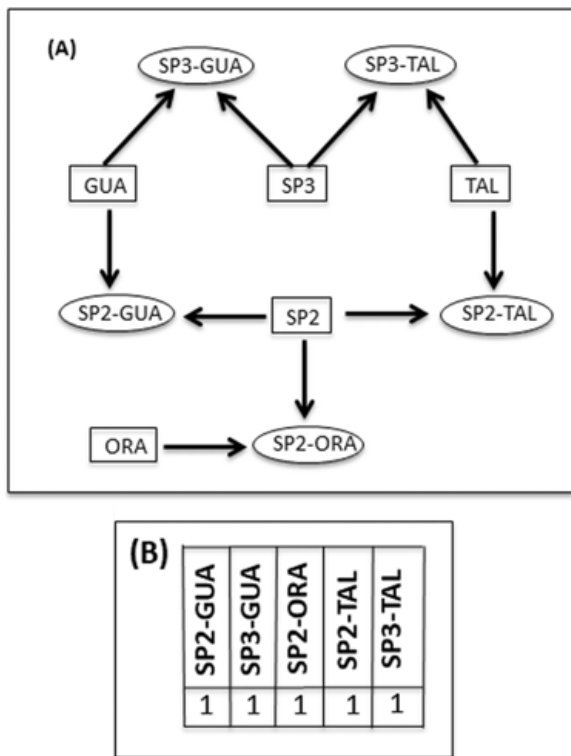 (A)
SP3-GUA
SP3-TAL
GUA
SP3
TAL
SP2-GUA
SP2
SP2-TAL
ORA
SP2-ORA
(B)
SP2-GUA
SP3-GUA
SP2-ORA
SP2-TAL
SP3-TAL
1 1 1 1 1